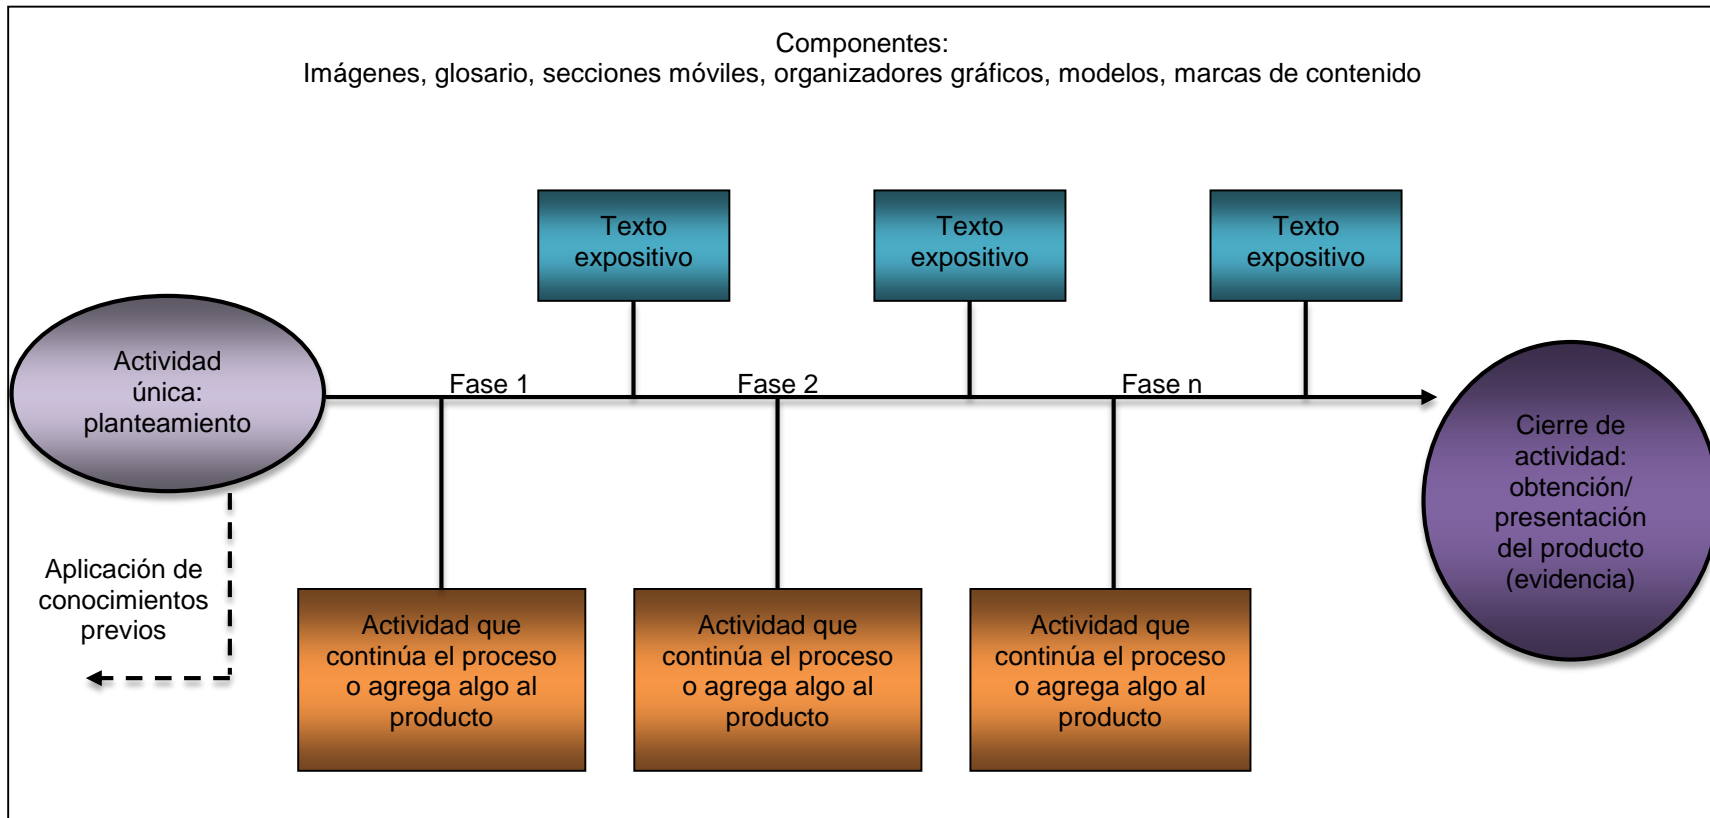 Componentes:
Imágenes, glosario, secciones móviles, organizadores gráficos, modelos, marcas de contenido
Texto
expositivo
Texto
expositivo
Texto
expositivo
Actividad
única:
planteamiento
Fase 1
Fase 2
Fase n
Cierre de
actividad:
obtención/
presentación
del producto
(evidencia)
Aplicación de
conocimientos
previos
Actividad que
continúa el proceso
o agrega algo al
producto
Actividad que
continúa el proceso
o agrega algo al
producto
Actividad que
continúa el proceso
o agrega algo al
producto